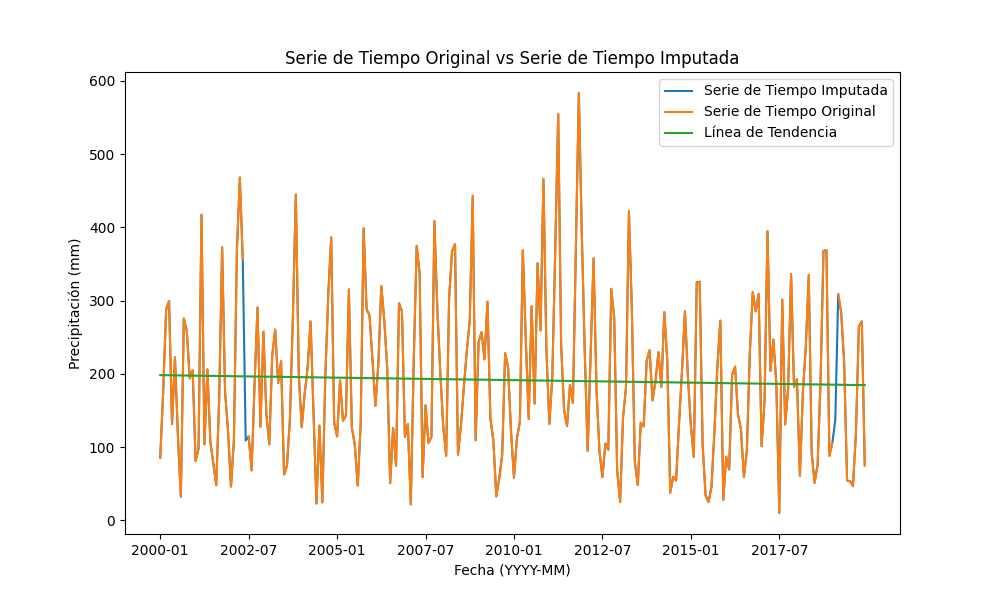 Serie de Tiempo Original vs Serie de Tiempo Imputada
Serie de Tiempo Imputada
Serie de Tiempo Original
Línea de Tendencia
Precipitación (mm)
600
500
400
300
200
100
0
2000-01 2002-07 2005-01 2007-07 2010-01 2012-07 2015-01 2017-07
Fecha (YYYY-MM)